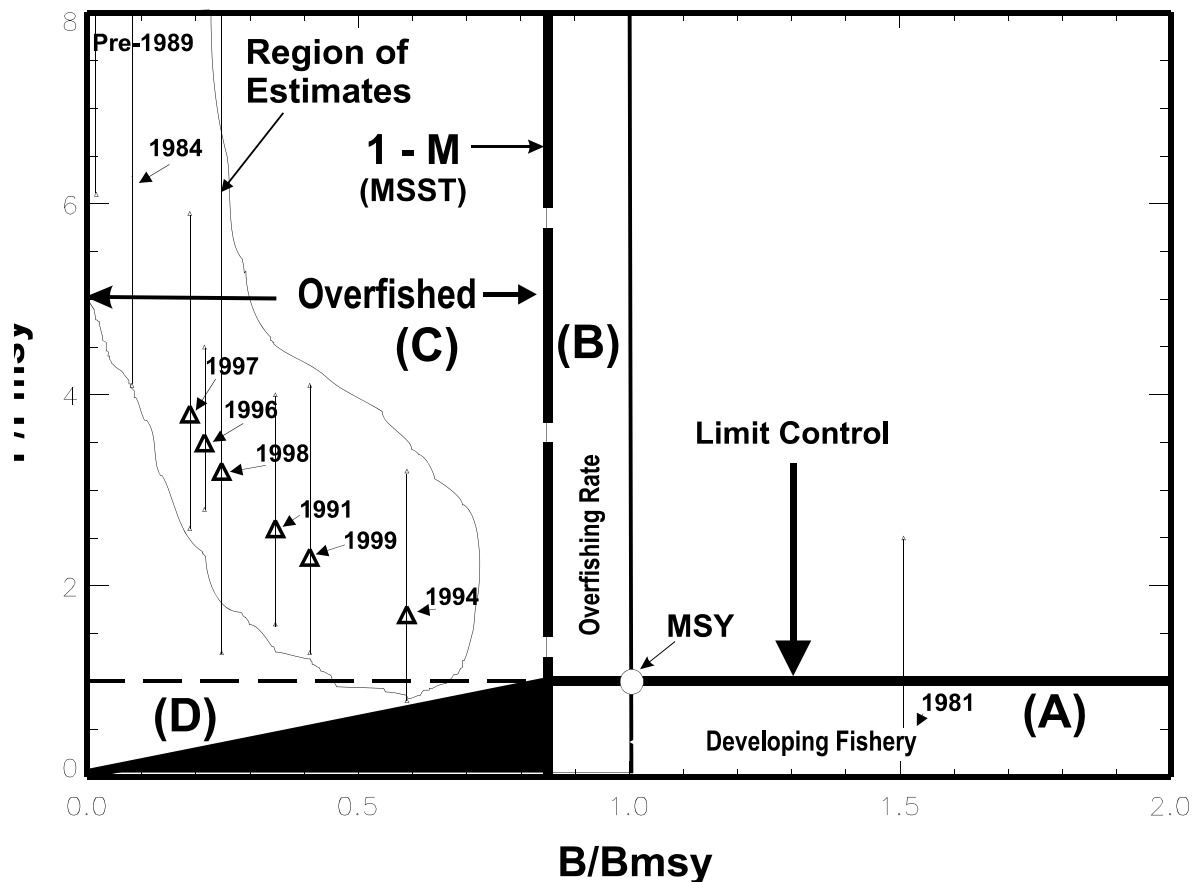 8
Pre-1989
Region of
Estimates
1984
1 - M
(MSST)
6
Overfished
(C)
(B)
1997
4
1996
Limit Control
1998
Overfishing Rate
1991
1999
2
1994
MSY
(D)
1981
(A)
Developing Fishery
0
0.0
0.5
1.0
1.5
2.0
B/Bmsy